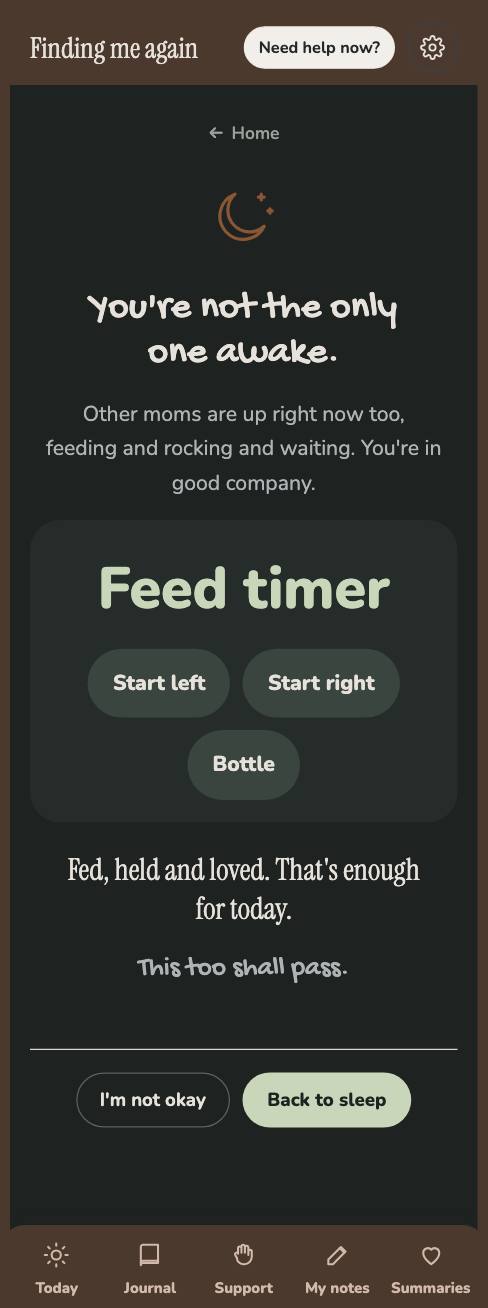 Finding me again
Need help now?
← Home
You're not the only
one awake.
Other moms are up right now too,
feeding and rocking and waiting. You're in
good company.
Feed timer
Start left
Start right
Bottle
Fed, held and loved. That's enough
for today.
This too shall pass.
I'm not okay
Back to sleep
Today
Journal
Support
My notes
Summaries